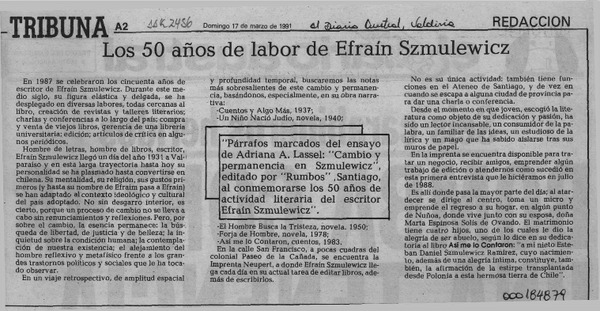 TRIBUNA A2
Domingo 17 de marzo de 1991
el Diario Austral, Valdivia
REDACCION
Los 50 años de labor de Efraín Szmulewicz
En 1987 se celebraron los cincuenta años de
escritor de Efraín Szmulewicz. Durante este
medio siglo, su figura elástica y delgada, se ha
desplegado en diversas labores, todas cercanas al
libro, creación de revistas y talleres literarios;
charlas y conferencias a lo largo del país; compra
y venta de viejos libros, gerencia de una librería
universitaria; edición; artículos de crítica en al-
gunos periódicos.
Hombre de letras, hombre de libros, escritor,
Efraín Szmulewicz llegó un día del año 1931 a Val-
paraíso y en esta larga trayectoria hasta hoy su
personalidad se ha plasmado hasta convertirse en
chilena. Su mentalidad, su religión, sus gustos pri-
meros (y hasta su nombre de Efraim pasa a Efraín)
se han adaptado al contexto ideológico y cultural
del país adoptado. No sin desgarro interior, es
cierto, porque un proceso de cambio no se lleva a
cabo sin renunciamientos y reflexiones. Pero, por
sobre el cambio, la esencia permanece: la bús-
queda de libertad, de justicia y de belleza; la in-
quietud sobre la condición humana; la contempla-
ción de nuestra existencia; el alejamiento del
hombre reflexivo y metafísico frente a los gran-
des trastornos políticos y sociales que le ha to-
cado observar.
En un viaje retrospectivo, de amplitud espacial
y profundidad temporal, buscaremos las notas
más sobresalientes de este cambio y permanen-
cia, basándonos, especialmente, en su obra narra-
tiva:
-Cuentos y Algo Más, 1937;
-Un Niño Nació Judío, novela, 1940;
"Párrafos marcados del ensayo
de Adriana A. Lassel: "Cambio y
permanencia en Szmulewicz",
editado por "Rumbos", Santiago,
al conmemorarse los 50 años de
actividad literaria del escritor
Efraín Szmulewicz".
-El Hombre Busca la Tristeza, novela, 1950;
-Forja de Hombre, novela, 1978;
-Así me lo Contaron, cuentos, 1983.
En la calle San Francisco, a pocas cuadras del
colonial Paseo de la Cañada, se encuentra la
Imprenta Neupert, a donde Efraín Szmulewicz lle-
ga cada día en su actual tarea de editar libros, ade-
más de escribirlos.
No es su única actividad: también tiene fun-
ciones en el Ateneo de Santiago, y de vez en
cuando se escapa a alguna ciudad de provincia pa-
ra dar una charla o conferencia.
Desde el momento en que joven, escogió la lite-
ratura como objeto de su dedicación y pasión, ha
sido un lector incansable, un consumidor de la pa-
labra, un familiar de las ideas, un estudioso de la
lírica y un mago que ha sabido aislarse tras sus
muros de papel.
En la imprenta se encuentra disponible para tra-
tar un negocio, recibir amigos, emprender algún
trabajo de edición o atendernos como sucedió en
esta primera entrevista que le hiciéramos en julio
de 1988.
Es allí donde pasa la mayor parte del día; al atar-
decer se dirige al centro, toma un micro y
emprende el regreso a su hogar, en algún punto
de Ñuñoa, donde vive junto con su esposa, doña
Marta Espinosa Solís de Ovando. El matrimonio
tiene cuatro hijos, uno de los cuales le dio la
alegría de ser abuelo, según lo dice en su dedica-
toria al libro Así me lo Contaron: "a mi nieto Este-
ban Daniel Szmulewicz Ramírez, cuyo nacimien-
to, además de una alegría íntima, constituye, tam-
bién, la afirmación de la estirpe transplantada
desde Polonia a esta hermosa tierra de Chile".
000184879